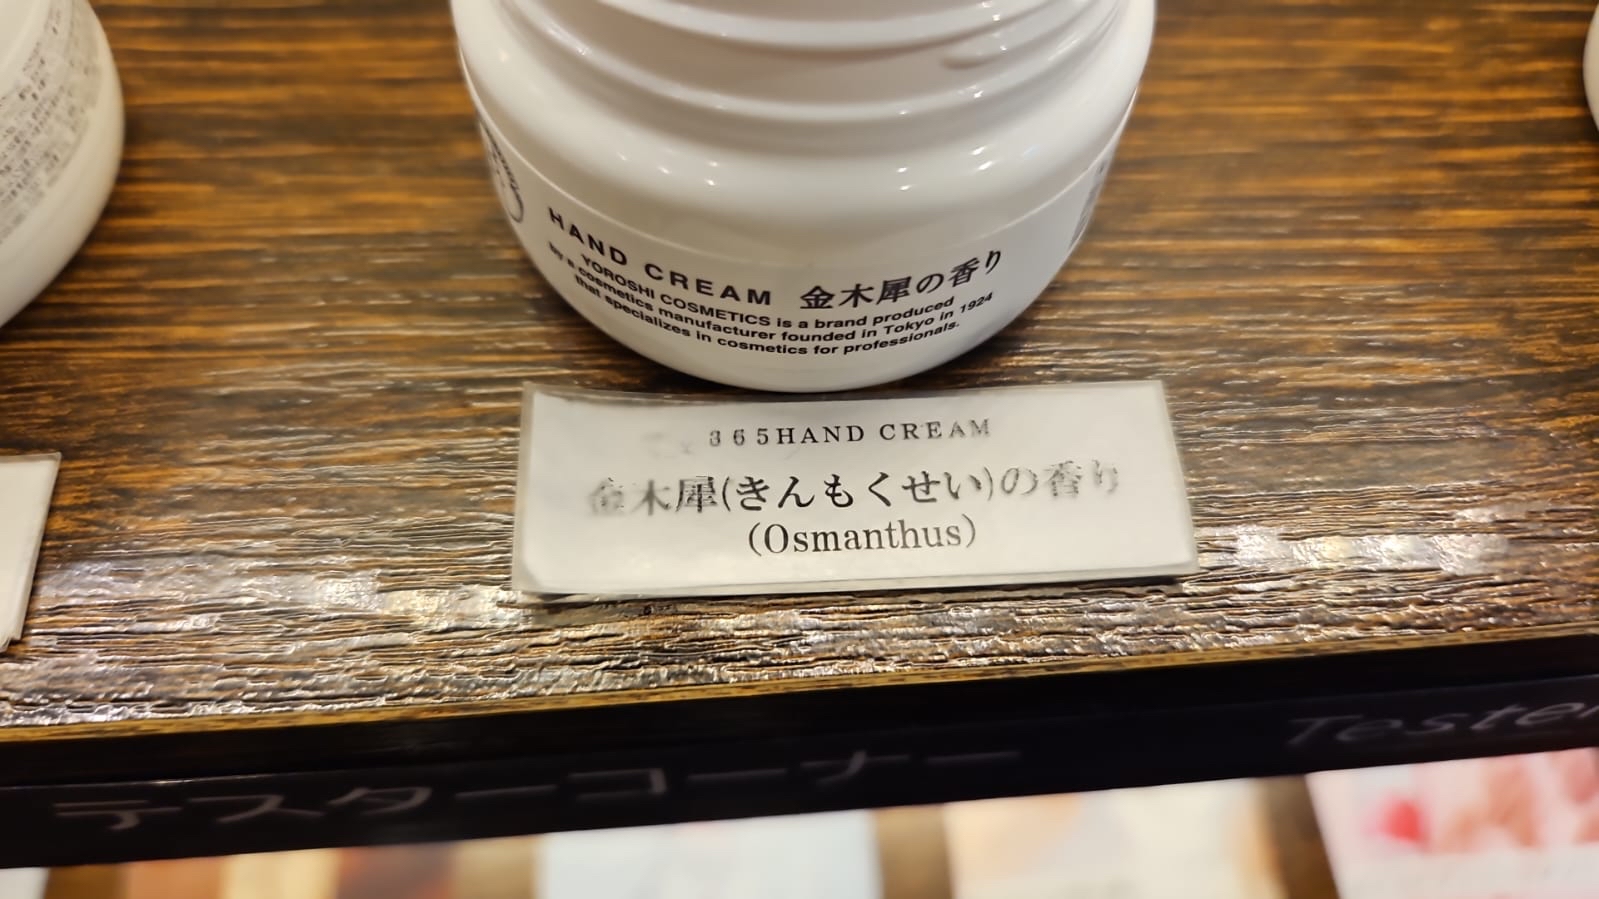 HAND CREAM 金木犀の香り
YOROSHI COSMETICS is a brand produced
by a cosmetics manufacturer founded in Tokyo in 1924
that specializes in cosmetics for professionals.
365HAND CREAM
金木犀(きんもくせい)の香り
(Osmanthus)
テスターコーナー
Tester